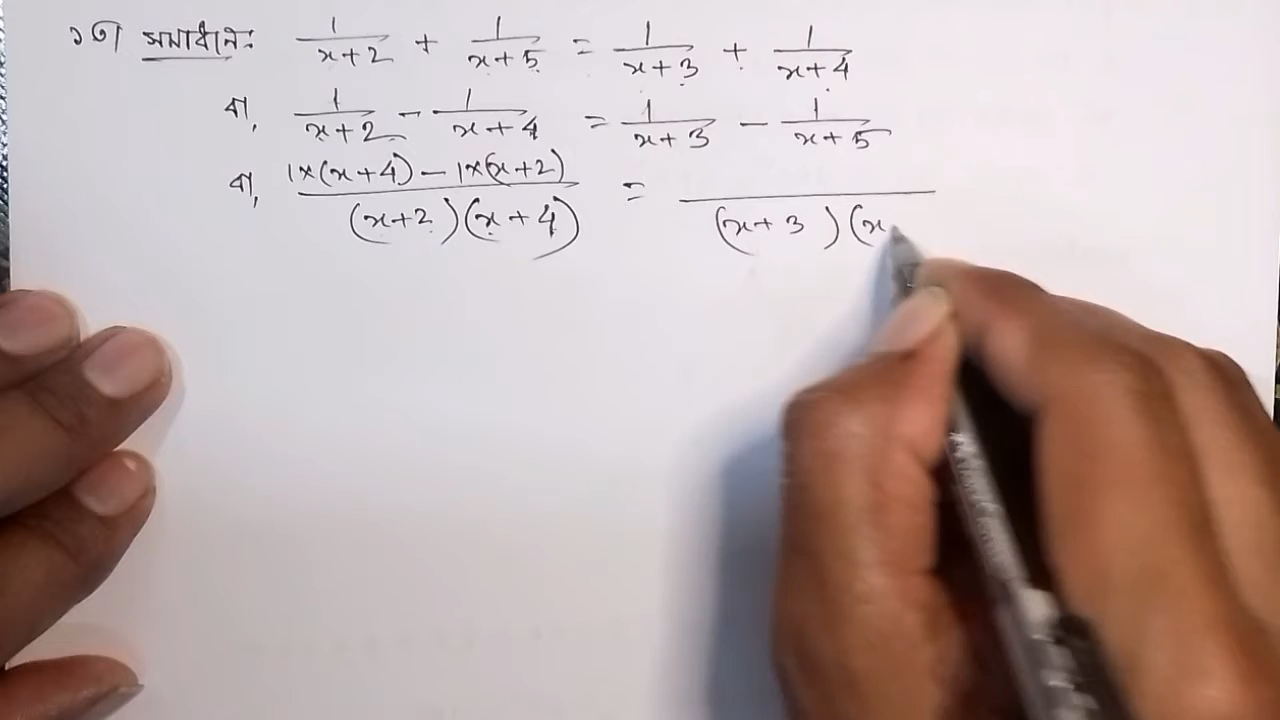 ১৩। সমাধানঃ 1/(x+2) + 1/(x+5) = 1/(x+3) + 1/(x+4)
বা, 1/(x+2) - 1/(x+4) = 1/(x+3) - 1/(x+5)
বা, (1×(x+4) - 1×(x+2))/((x+2)(x+4)) = /((x+3)(x